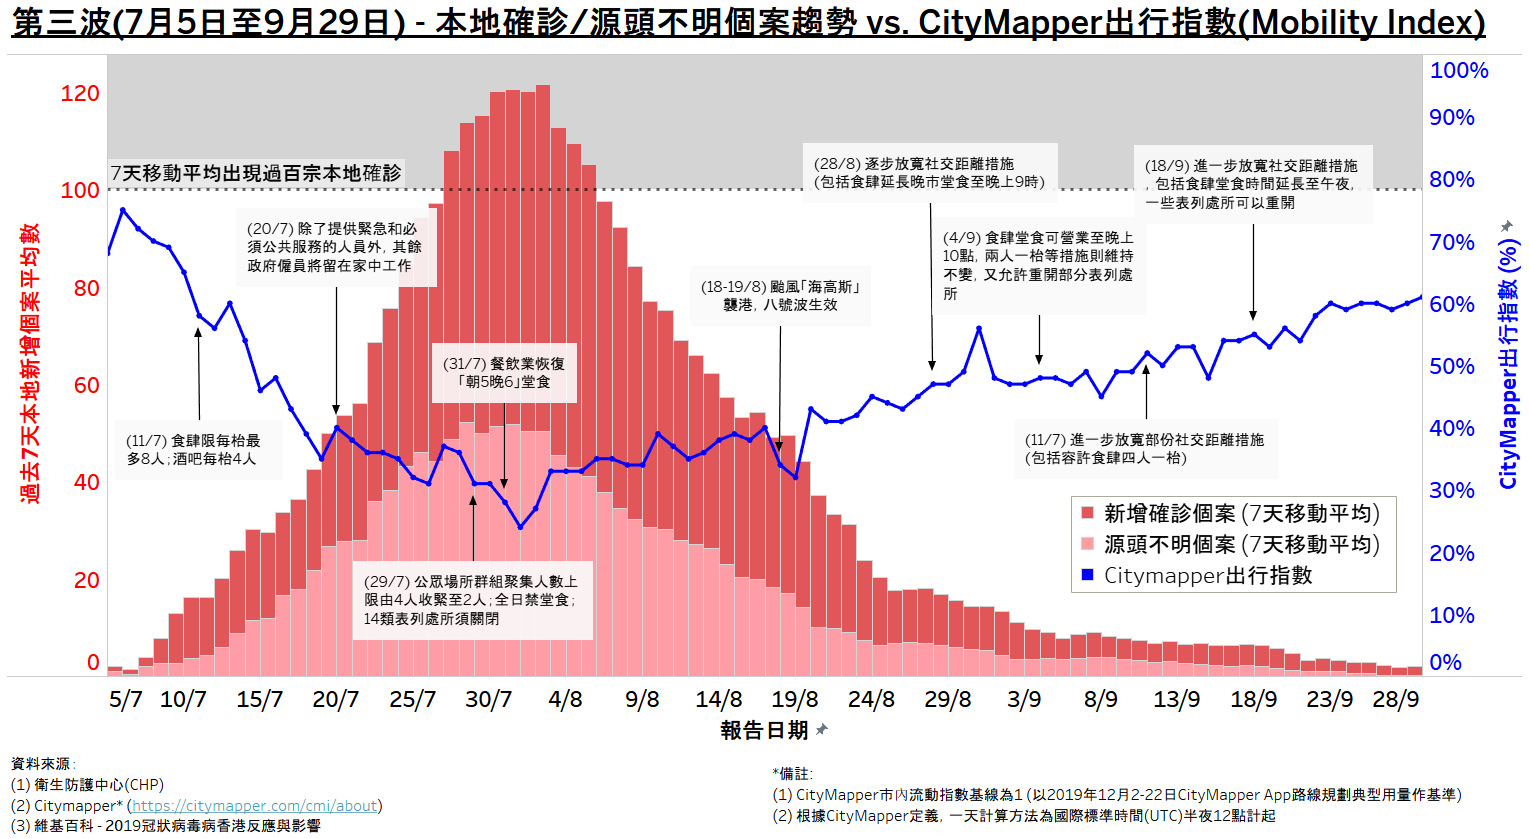 第三波(7月5日至9月29日) - 本地確診/源頭不明個案趨勢 vs. CityMapper出行指數(Mobility Index)
過去7天本地新增個案平均數
120
100
80
60
40
20
0
7天移動平均出現過百宗本地確診
(20/7) 除了提供緊急和必
須公共服務的人員外, 其餘
政府僱員將留在家中工作
(11/7) 食肆限每枱最
多8人; 酒吧每枱4人
(31/7) 餐飲業恢復
「朝5晚6」堂食
(29/7) 公眾場所群組聚集人數上
限由4人收緊至2人; 全日禁堂食;
14類表列處所須關閉
(18-19/8) 颱風「海高斯」
襲港, 八號波生效
(28/8) 逐步放寬社交距離措施
(包括食肆延長晚市堂食至晚上9時)
(4/9) 食肆堂食可營業至晚上
10點, 兩人一枱等措施則維持
不變, 又允許重開部分表列處
所
(18/9) 進一步放寬社交距離措施
, 包括食肆堂食時間延長至午夜,
一些表列處所可以重開
(11/7) 進一步放寬部份社交距離措施
(包括容許食肆四人一枱)
新增確診個案 (7天移動平均)
源頭不明個案 (7天移動平均)
Citymapper出行指數
100%
90%
80%
70%
60%
50%
40%
30%
20%
10%
0%
CityMapper出行指數 (%)
5/7 10/7 15/7 20/7 25/7 30/7 4/8 9/8 14/8 19/8 24/8 29/8 3/9 8/9 13/9 18/9 23/9 28/9
報告日期
資料來源:
(1) 衛生防護中心(CHP)
(2) Citymapper* (https://citymapper.com/cmi/about)
(3) 維基百科 - 2019冠狀病毒病香港反應與影響
*備註:
(1) CityMapper市內流動指數基線為1 (以2019年12月2-22日CityMapper App路線規劃典型用量作基準)
(2) 根據CityMapper定義, 一天計算方法為國際標準時間(UTC)半夜12點計起